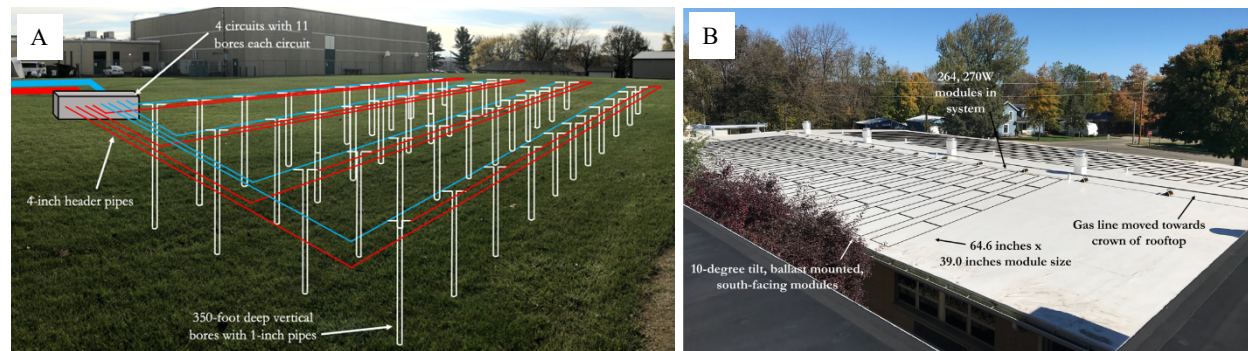 A
4 circuits with 11
bores each circuit
4-inch header pipes
350-foot deep vertical
bores with 1-inch pipes
B
264, 270W
modules in
system
Gas line moved towards
crown of rooftop
64.6 inches x
39.0 inches module size
10-degree tilt, ballast mounted,
south-facing modules